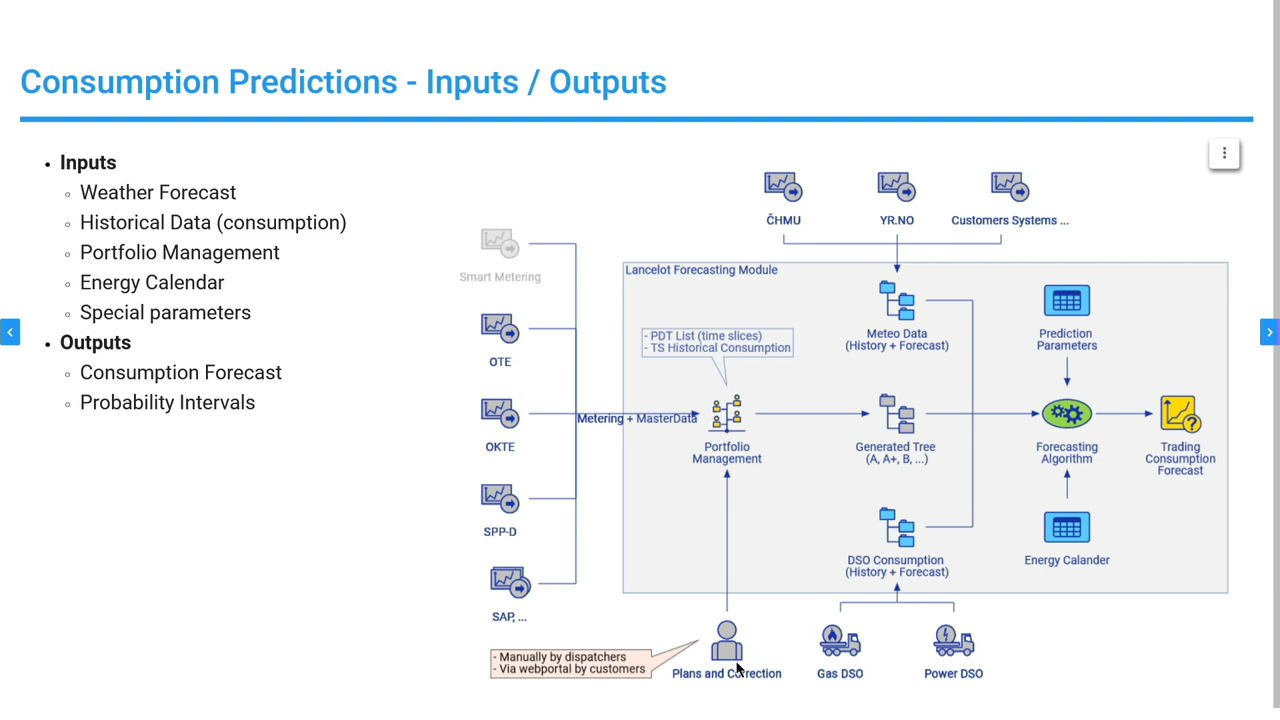 Consumption Predictions - Inputs / Outputs
Inputs
Weather Forecast
Historical Data (consumption)
Portfolio Management
Energy Calendar
Special parameters
Outputs
Consumption Forecast
Probability Intervals
ČHMU
YR.NO
Customers Systems ...
Smart Metering
OTE
OKTE
SPP-D
SAP, ...
Metering + MasterData
Lancelot Forecasting Module
- PDT List (time slices)
- TS Historical Consumption
Portfolio
Management
Meteo Data
(History + Forecast)
Generated Tree
(A, A+, B, ...)
DSO Consumption
(History + Forecast)
Prediction
Parameters
Forecasting
Algorithm
Energy Calander
Trading
Consumption
Forecast
- Manually by dispatchers
- Via webportal by customers
Plans and Correction
Gas DSO
Power DSO